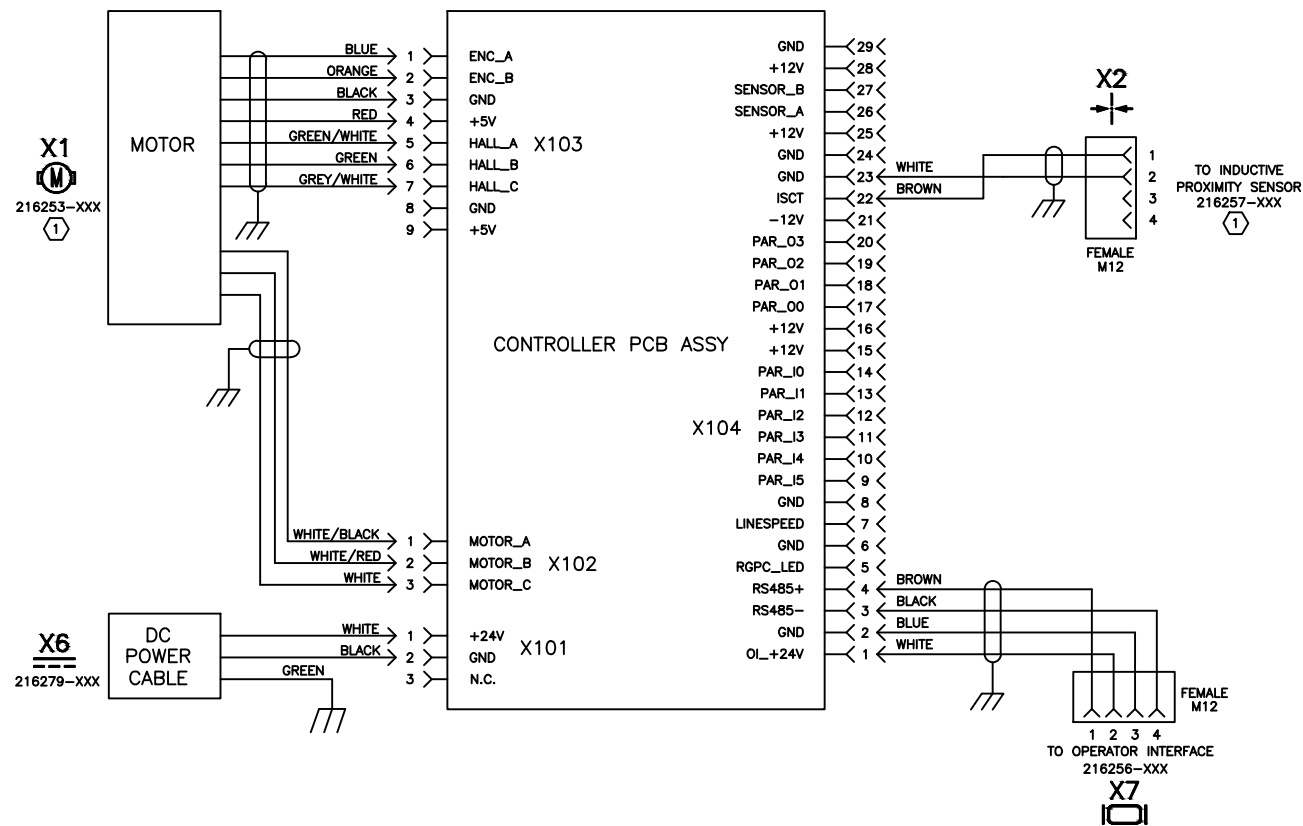 X1
M
216253-XXX
1
MOTOR
BLUE 1 ENC_A
ORANGE 2 ENC_B
BLACK 3 GND
RED 4 +5V
GREEN/WHITE 5 HALL_A
GREEN 6 HALL_B
GREY/WHITE 7 HALL_C
8 GND
9 +5V
X103
WHITE/BLACK 1 MOTOR_A
WHITE/RED 2 MOTOR_B
WHITE 3 MOTOR_C
X102
X6
216279-XXX
DC
POWER
CABLE
WHITE 1 +24V
BLACK 2 GND
GREEN 3 N.C.
X101
CONTROLLER PCB ASSY
X104
GND 29
+12V 28
SENSOR_B 27
SENSOR_A 26
+12V 25
GND 24
GND 23 WHITE
ISCT 22 BROWN
-12V 21
PAR_O3 20
PAR_O2 19
PAR_O1 18
PAR_O0 17
+12V 16
+12V 15
PAR_I0 14
PAR_I1 13
PAR_I2 12
PAR_I3 11
PAR_I4 10
PAR_I5 9
GND 8
LINESPEED 7
GND 6
RGPC_LED 5
RS485+ 4 BROWN
RS485- 3 BLACK
GND 2 BLUE
OI_+24V 1 WHITE
X2
1
2
3
4
FEMALE
M12
TO INDUCTIVE
PROXIMITY SENSOR
216257-XXX
1
FEMALE
M12
1 2 3 4
TO OPERATOR INTERFACE
216256-XXX
X7